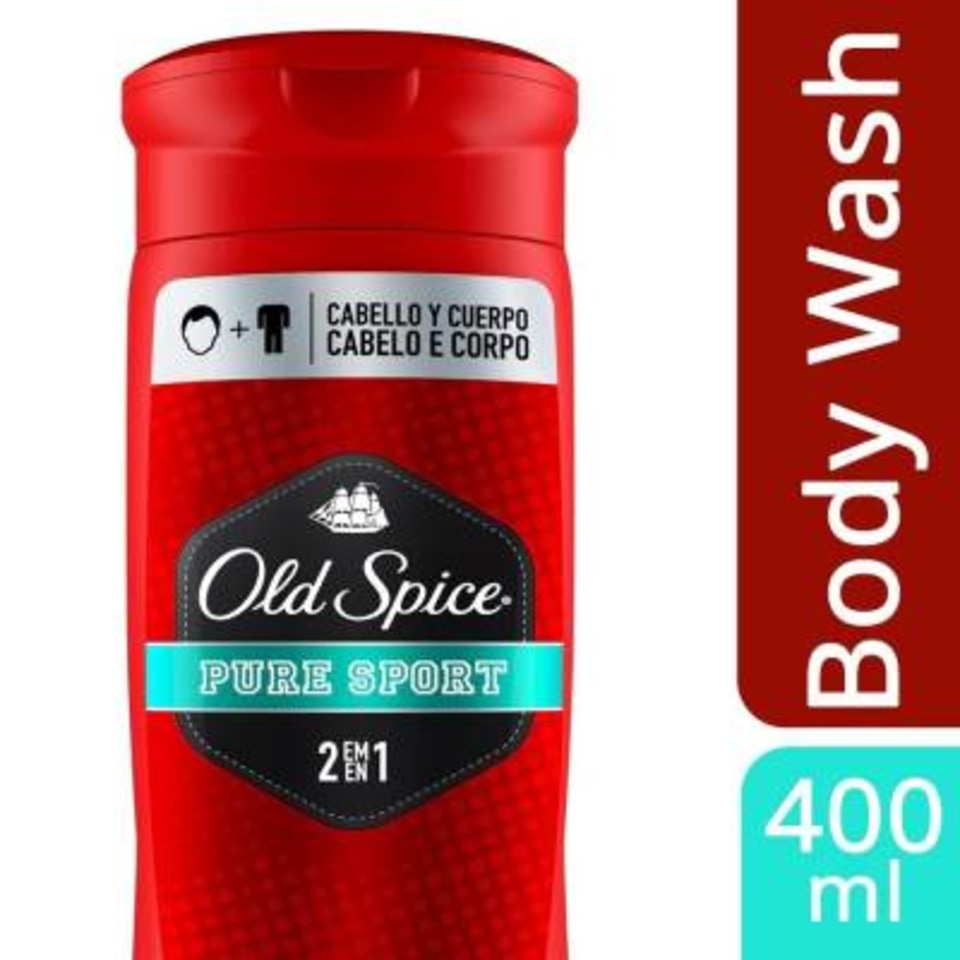 CABELLO Y CUERPO
CABELO E CORPO
Old Spice
PURE SPORT
2 EM EN 1
Body Wash
400
ml